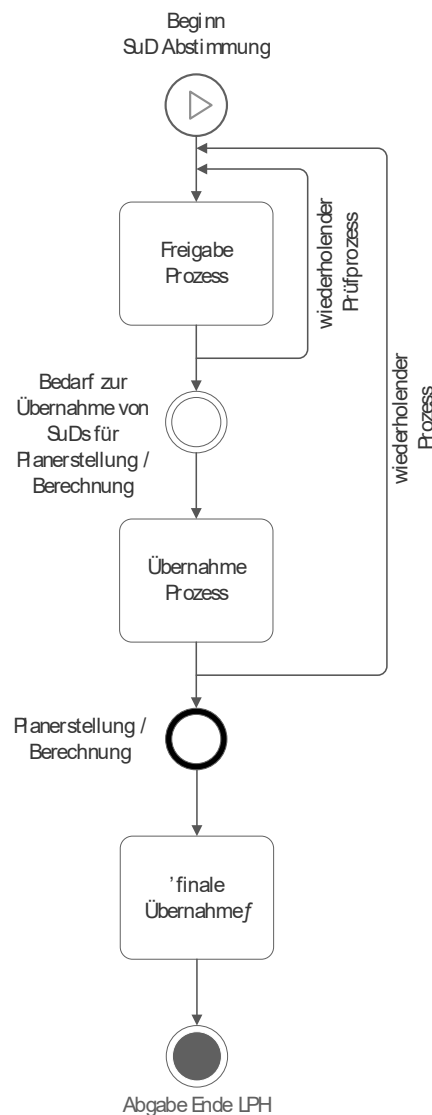 Beginn
SuD Abstimmung
Freigabe
Prozess
wiederholender
Prüfprozess
Bedarf zur
Übernahme von
SuDs für
Planerstellung /
Berechnung
wiederholender
Prozess
Übernahme
Prozess
Planerstellung /
Berechnung
’finale
Übernahmeƒ
Abgabe Ende LPH